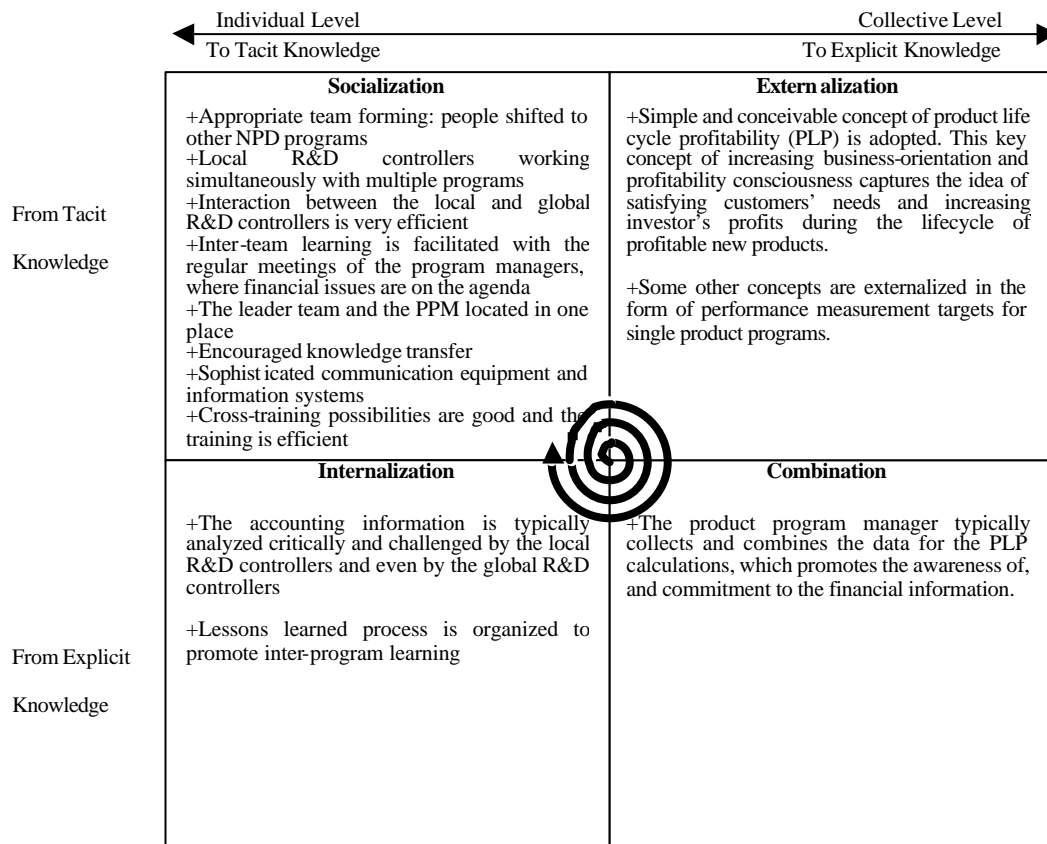 Individual Level
Collective Level
To Tacit Knowledge
To Explicit Knowledge
Socialization
+Appropriate team forming: people shifted to
other NPD programs
+Local R&D controllers working
simultaneously with multiple programs
+Interaction between the local and global
R&D controllers is very efficient
+Inter-team learning is facilitated with the
regular meetings of the program managers,
where financial issues are on the agenda
+The leader team and the PPM located in one
place
+Encouraged knowledge transfer
+Sophisticated communication equipment and
information systems
+Cross-training possibilities are good and the
training is efficient
Externalization
+Simple and conceivable concept of product life
cycle profitability (PLP) is adopted. This key
concept of increasing business-orientation and
profitability consciousness captures the idea of
satisfying customers' needs and increasing
investor's profits during the lifecycle of
profitable new products.
+Some other concepts are externalized in the
form of performance measurement targets for
single product programs.
From Tacit
Knowledge
Internalization
+The accounting information is typically
analyzed critically and challenged by the local
R&D controllers and even by the global R&D
controllers
+Lessons learned process is organized to
promote inter-program learning
Combination
+The product program manager typically
collects and combines the data for the PLP
calculations, which promotes the awareness of,
and commitment to the financial information.
From Explicit
Knowledge